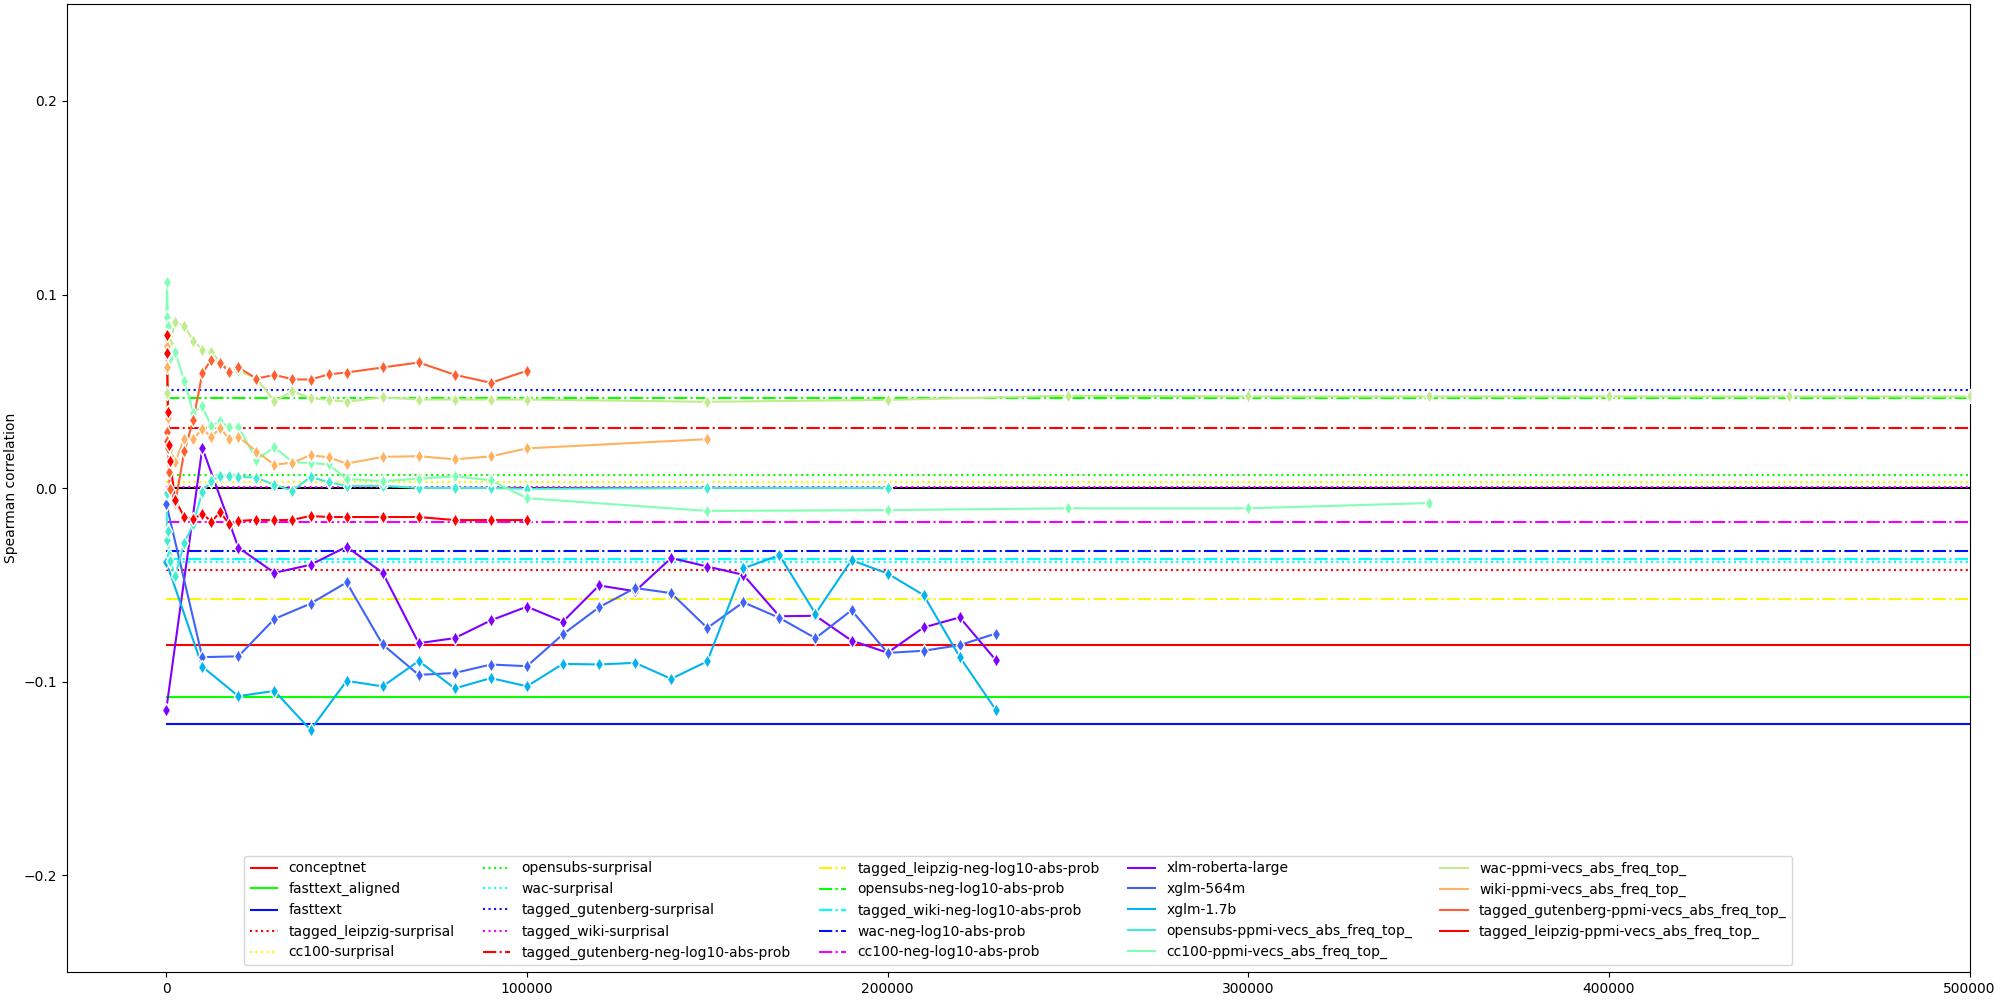 0.2
0.1
0.0
−0.1
−0.2
Spearman correlation
conceptnet
fasttext_aligned
fasttext
tagged_leipzig-surprisal
cc100-surprisal
opensubs-surprisal
wac-surprisal
tagged_gutenberg-surprisal
tagged_wiki-surprisal
tagged_gutenberg-neg-log10-abs-prob
tagged_leipzig-neg-log10-abs-prob
opensubs-neg-log10-abs-prob
tagged_wiki-neg-log10-abs-prob
wac-neg-log10-abs-prob
cc100-neg-log10-abs-prob
xlm-roberta-large
xglm-564m
xglm-1.7b
opensubs-ppmi-vecs_abs_freq_top_
cc100-ppmi-vecs_abs_freq_top_
wac-ppmi-vecs_abs_freq_top_
wiki-ppmi-vecs_abs_freq_top_
tagged_gutenberg-ppmi-vecs_abs_freq_top_
tagged_leipzig-ppmi-vecs_abs_freq_top_
0 100000 200000 300000 400000 500000